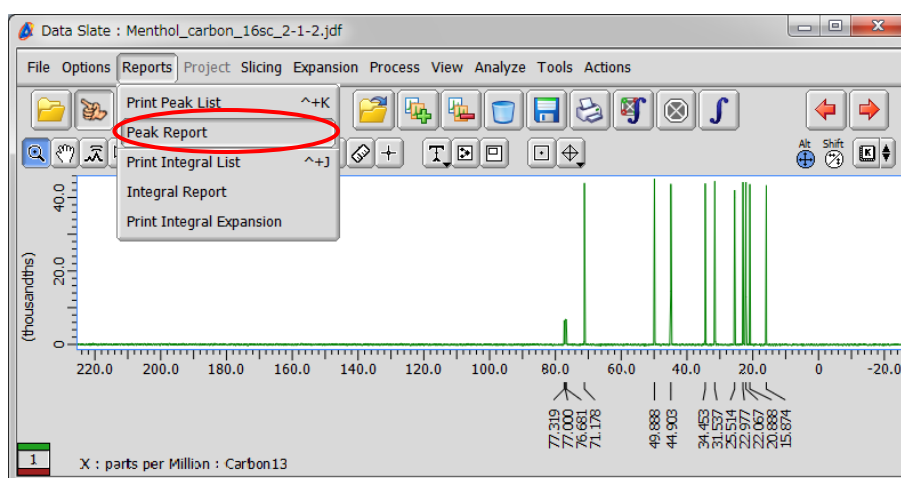 Data Slate : Menthol_carbon_16sc_2-1-2.jdf
File Options Reports Project Slicing Expansion Process View Analyze Tools Actions
Print Peak List ^+K
Peak Report
Print Integral List ^+J
Integral Report
Print Integral Expansion
Alt Shift
T
K
(thousandths)
40.0
20.0
0
220.0 200.0 180.0 160.0 140.0 120.0 100.0 80.0 60.0 40.0 20.0 0 -20.0
77.319
77.000
76.681
71.178
49.888
44.903
34.453
31.537
25.514
22.977
22.067
20.888
15.874
1
X : parts per Million : Carbon13